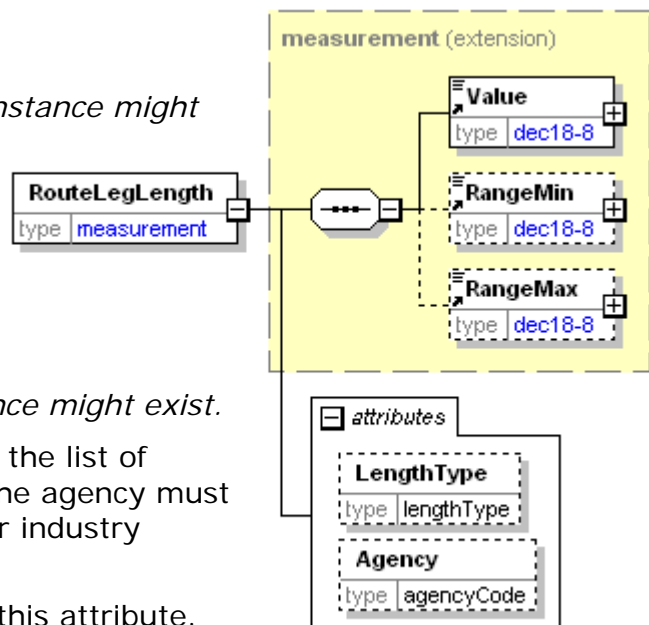 measurement (extension)
nstance might
Value
type dec18-8
RouteLegLength
type measurement
RangeMin
type dec18-8
RangeMax
type dec18-8
nce might exist.
attributes
the list of
LengthType
he agency must
type lengthType
r industry
Agency
type agencyCode
this attribute.